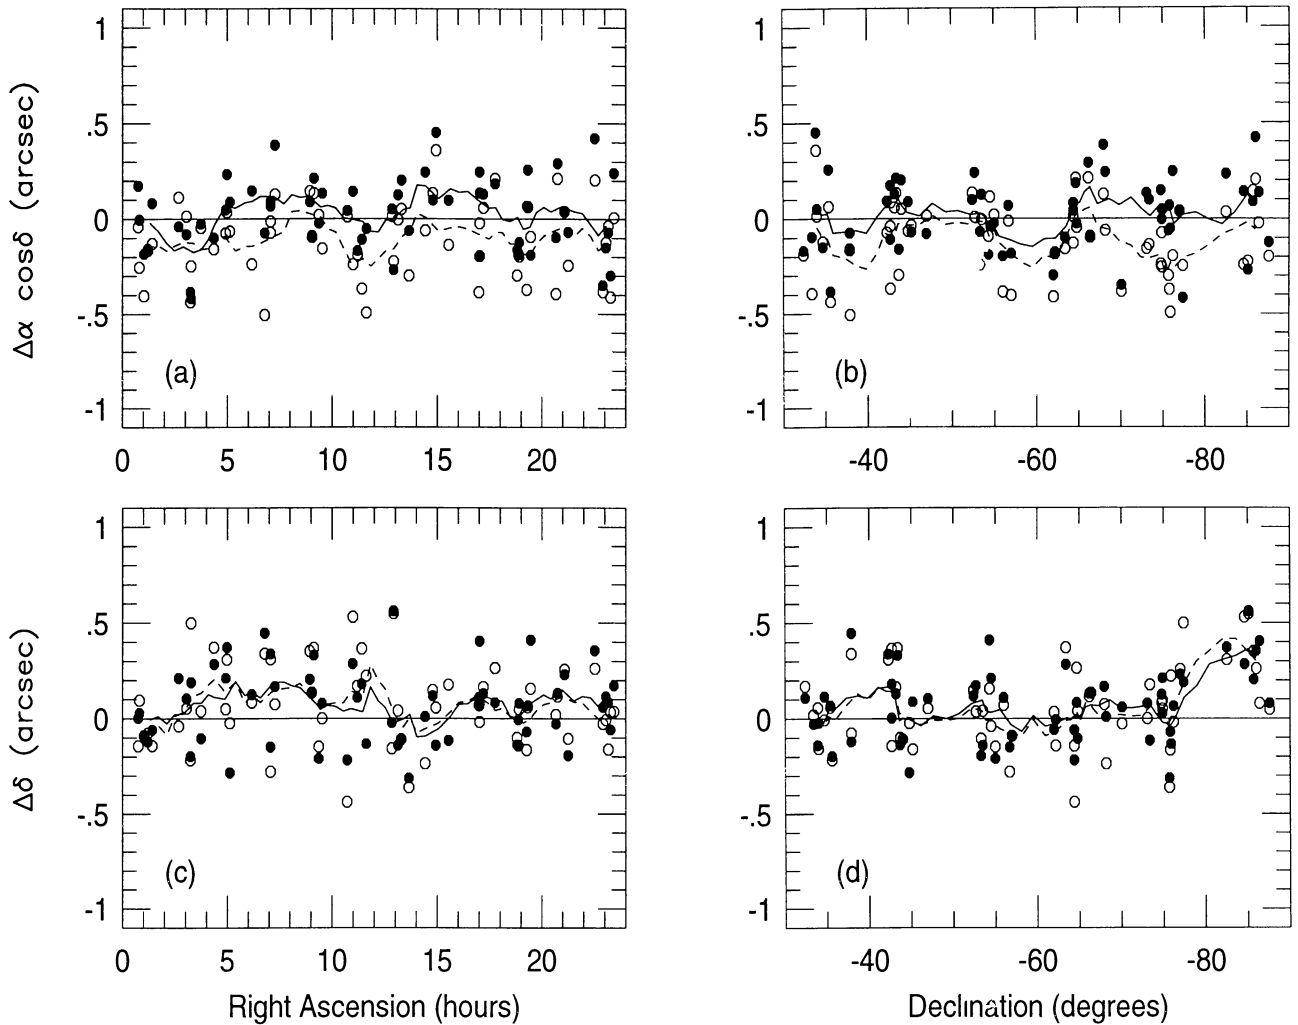 1
.5
0
-.5
-1
Δα cosδ (arcsec)
(a)
0 5 10 15 20
1
.5
0
-.5
-1
(b)
-40 -60 -80
1
.5
0
-.5
-1
Δδ (arcsec)
(c)
0 5 10 15 20
Right Ascension (hours)
1
.5
0
-.5
-1
(d)
-40 -60 -80
Declination (degrees)